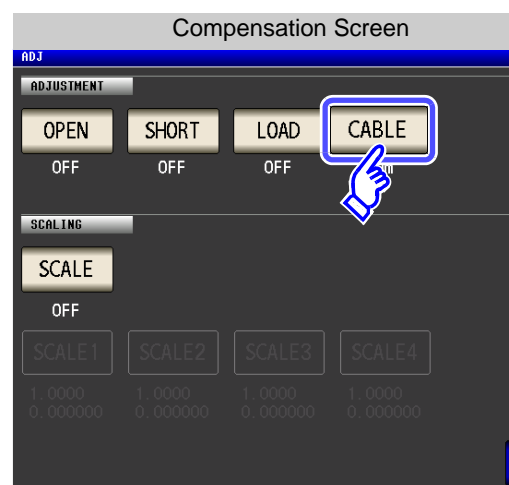 Compensation Screen
ADJ
ADJUSTMENT
OPEN SHORT LOAD CABLE
OFF OFF OFF
SCALING
SCALE
OFF
SCALE1 SCALE2 SCALE3 SCALE4
1.0000 1.0000 1.0000 1.0000
0.000000 0.000000 0.000000 0.000000